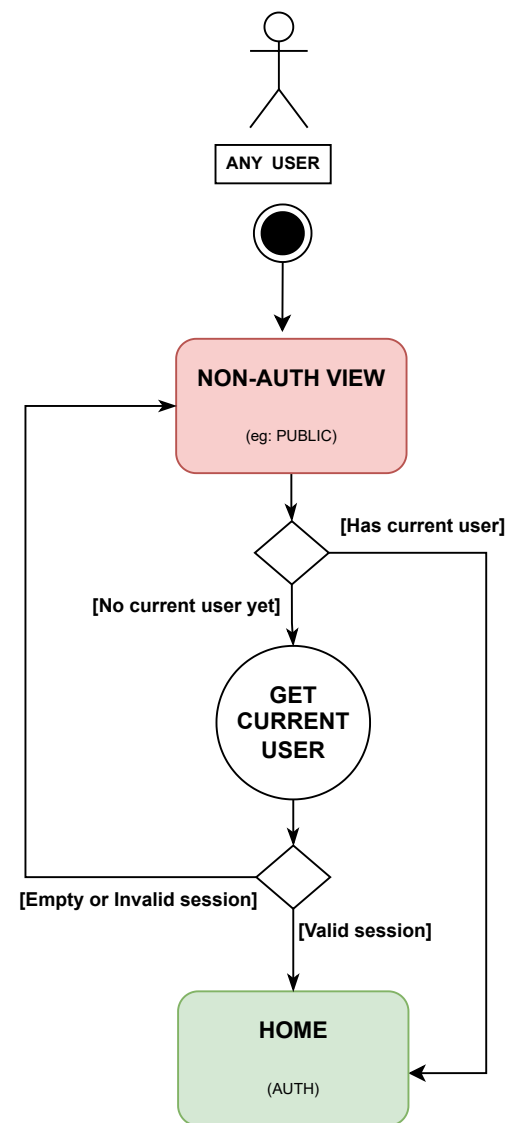 ANY USER
NON-AUTH VIEW
(eg: PUBLIC)
[Has current user]
[No current user yet]
GET
CURRENT
USER
[Empty or Invalid session]
[Valid session]
HOME
(AUTH)